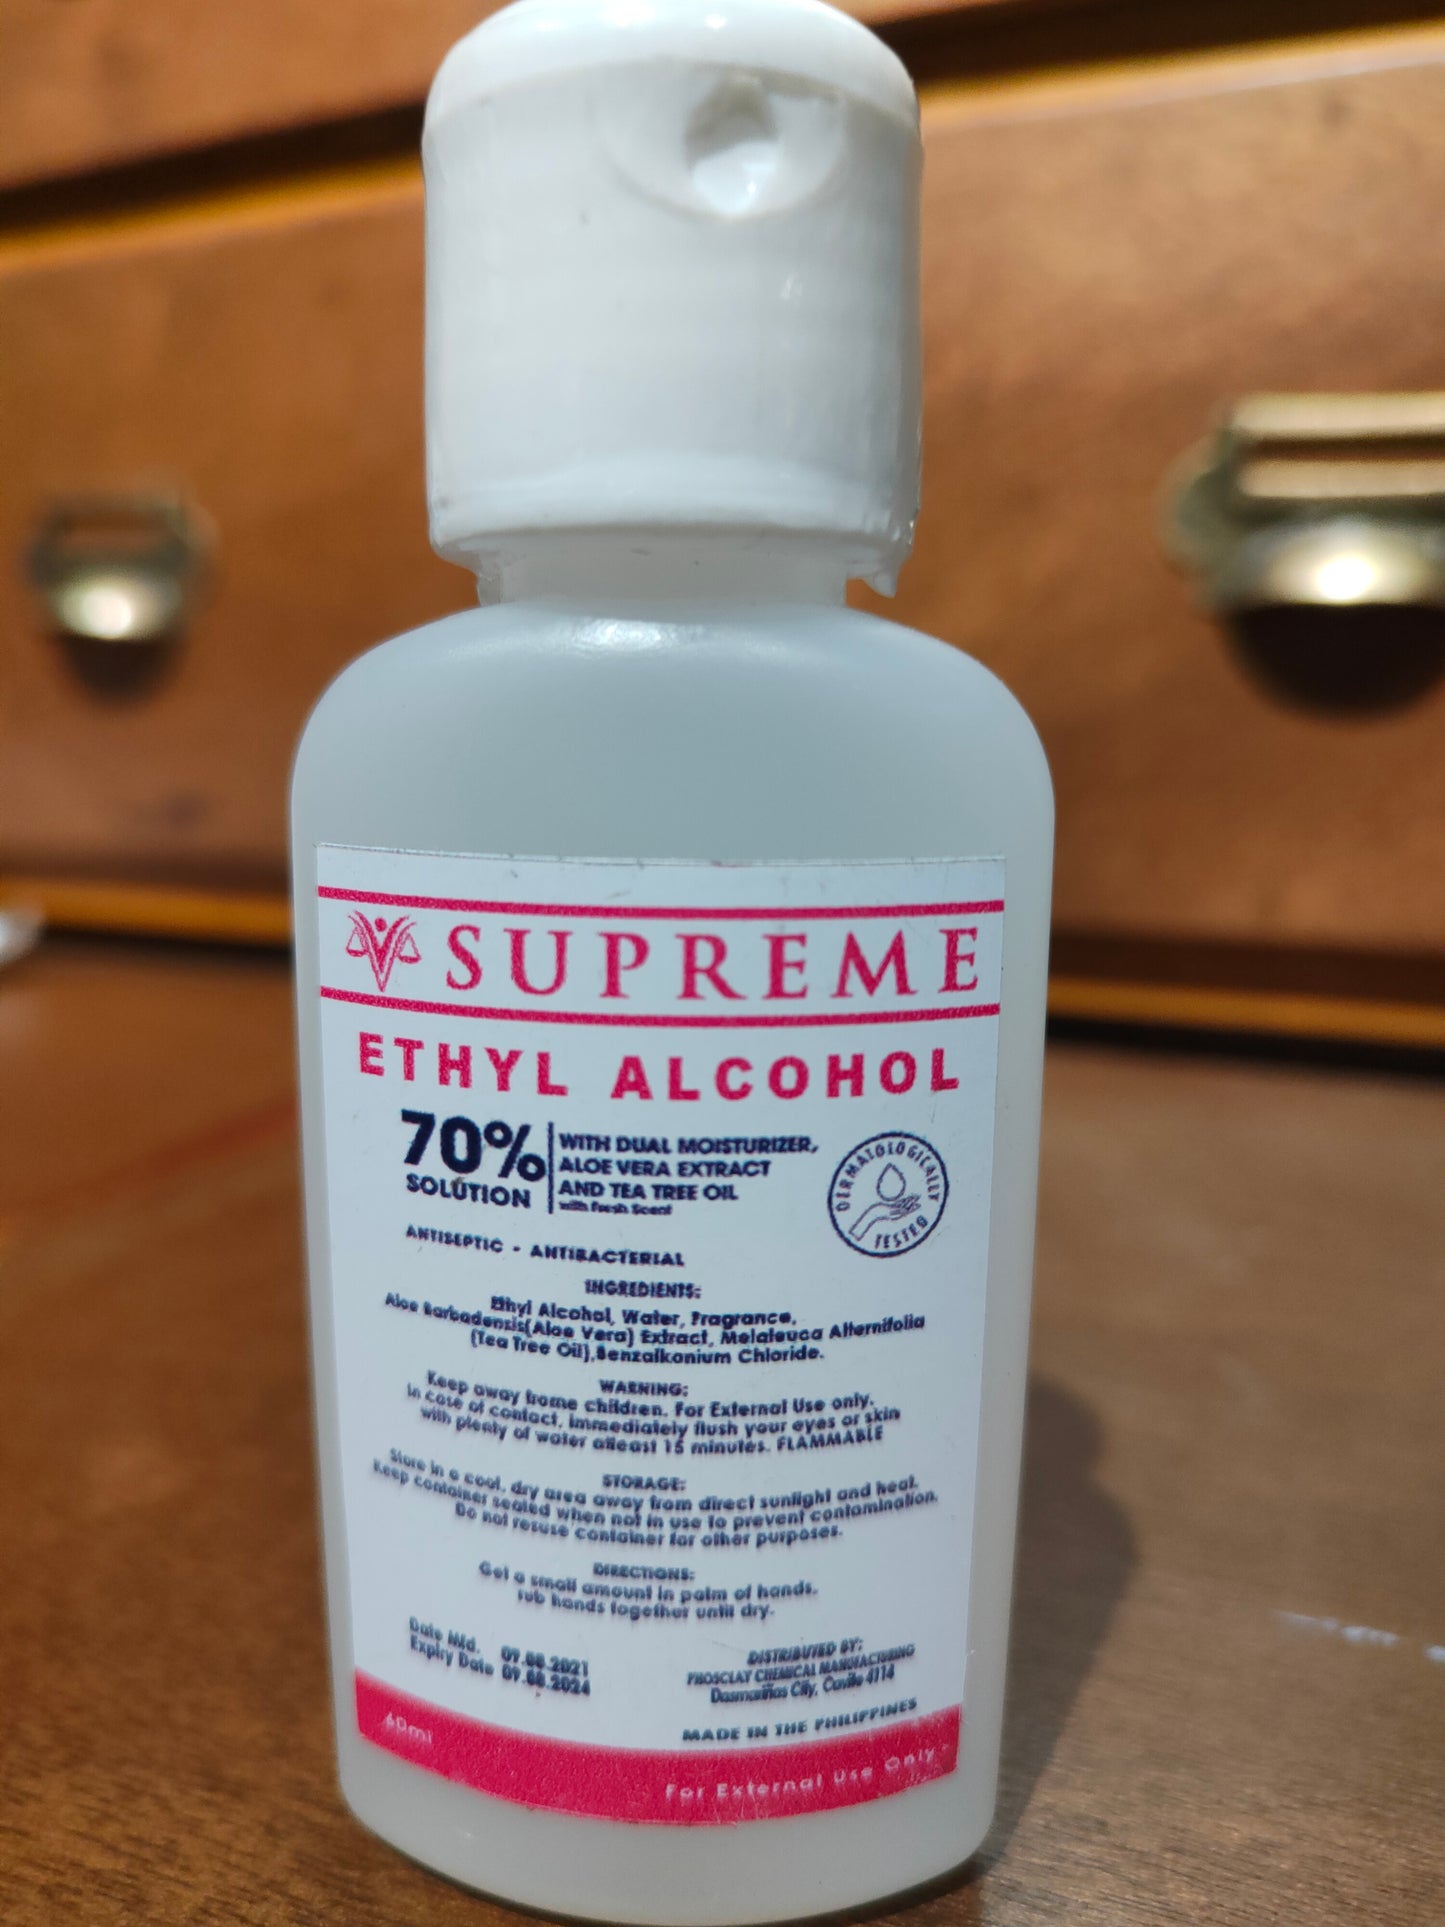 SUPREME
ETHYL ALCOHOL
70%
SOLUTION
WITH DUAL MOISTURIZER,
ALOE VERA EXTRACT
AND TEA TREE OIL
with Fresh Scent
DERMATOLOGICALLY
TESTED
ANTISEPTIC - ANTIBACTERIAL
INGREDIENTS:
Ethyl Alcohol, Water, Fragrance,
Aloe Barbadensis(Aloe Vera) Extract, Melaleuca Alternifolia
(Tea Tree Oil),Benzalkonium Chloride.
WARNING:
Keep away frome children. For External Use only.
In case of contact, immediately flush your eyes or skin
with plenty of water atleast 15 minutes. FLAMMABLE
STORAGE:
Store in a cool, dry area away from direct sunlight and heat.
Keep container sealed when not in use to prevent contamination.
Do not resuse container for other purposes.
DIRECTIONS:
Get a small amount in palm of hands.
rub hands together until dry.
Date Mfd. 09.08.2021
Expiry Date 09.08.2024
DISTRIBUTED BY:
PHOSCLAY CHEMICAL MANUFACTURING
Dasmariñas City, Cavite 4114
MADE IN THE PHILIPPINES
60ml
For External Use Only -